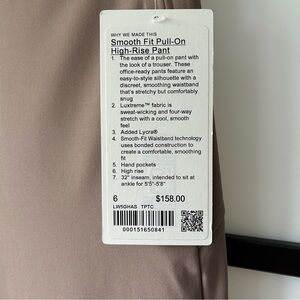 WHY WE MADE THIS
Smooth Fit Pull-On
High-Rise Pant
1. The ease of a pull-on pant with
the look of a trouser. These
office-ready pants feature an
easy-to-style silhouette with a
discreet, smoothing waistband
that's stretchy but comfortably
snug
2. Luxtreme™ fabric is
sweat-wicking and four-way
stretch with a cool, smooth
feel
3. Added Lycra®
4. Smooth-Fit Waistband technology
uses bonded construction to
create a comfortable, smoothing
fit
5. Hand pockets
6. High rise
7. 32" inseam, intended to sit at
ankle for 5'5"-5'8"
6 $158.00
LW5GHAS TPTC
000151650841